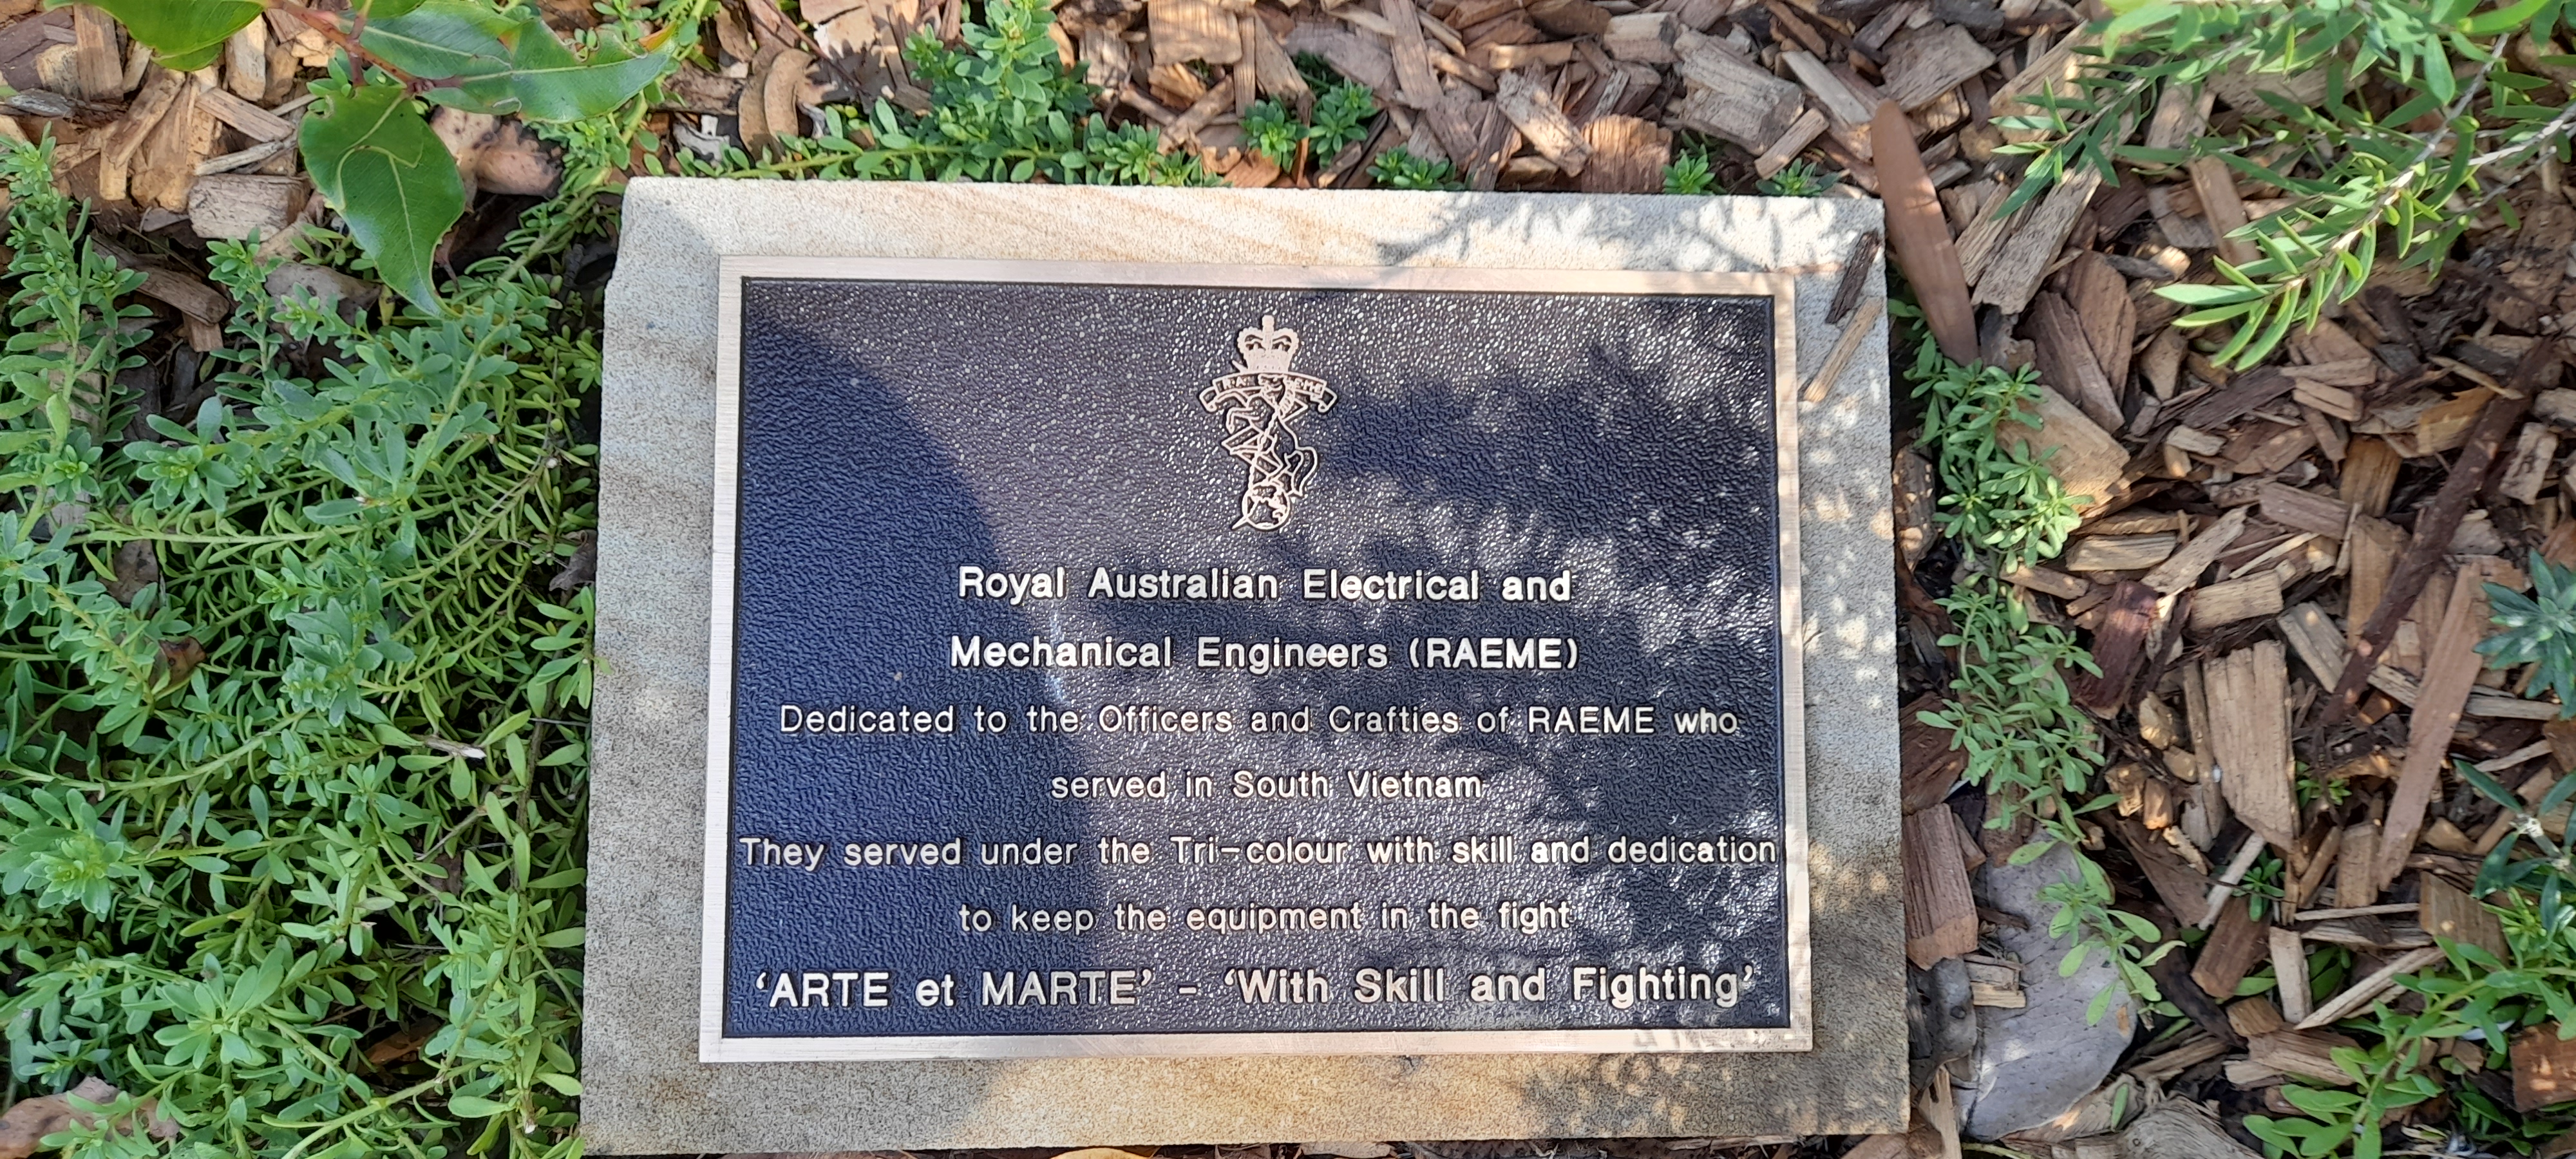 RAEME
Royal Australian Electrical and
Mechanical Engineers (RAEME)
Dedicated to the Officers and Crafties of RAEME who
served in South Vietnam
They served under the Tri-colour with skill and dedication
to keep the equipment in the fight
‘ARTE et MARTE’ - ‘With Skill and Fighting’